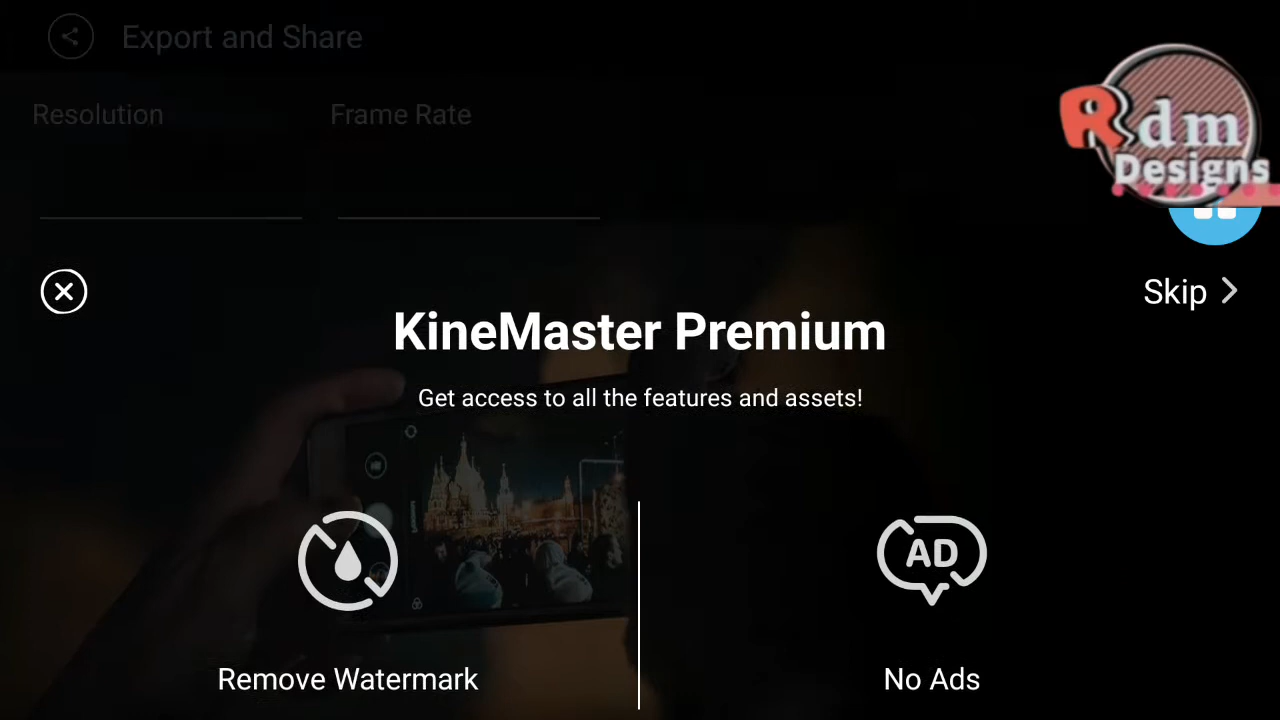 Export and Share
Resolution
Frame Rate
Rdm
Designs
Skip
KineMaster Premium
Get access to all the features and assets!
AD
Remove Watermark
No Ads